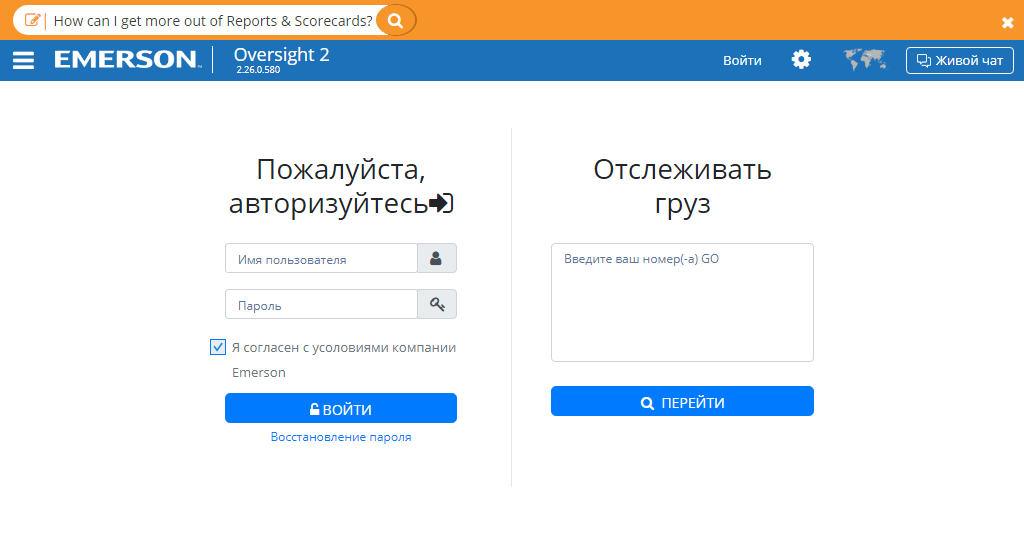 How can I get more out of Reports & Scorecards?
EMERSON™
Oversight 2
2.26.0.580
Войти
Живой чат
Пожалуйста,
авторизуйтесь
Имя пользователя
Пароль
Я согласен с усоловиями компании
Emerson
ВОЙТИ
Восстановление пароля
Отслеживать
груз
Введите ваш номер(-а) GO
ПЕРЕЙТИ